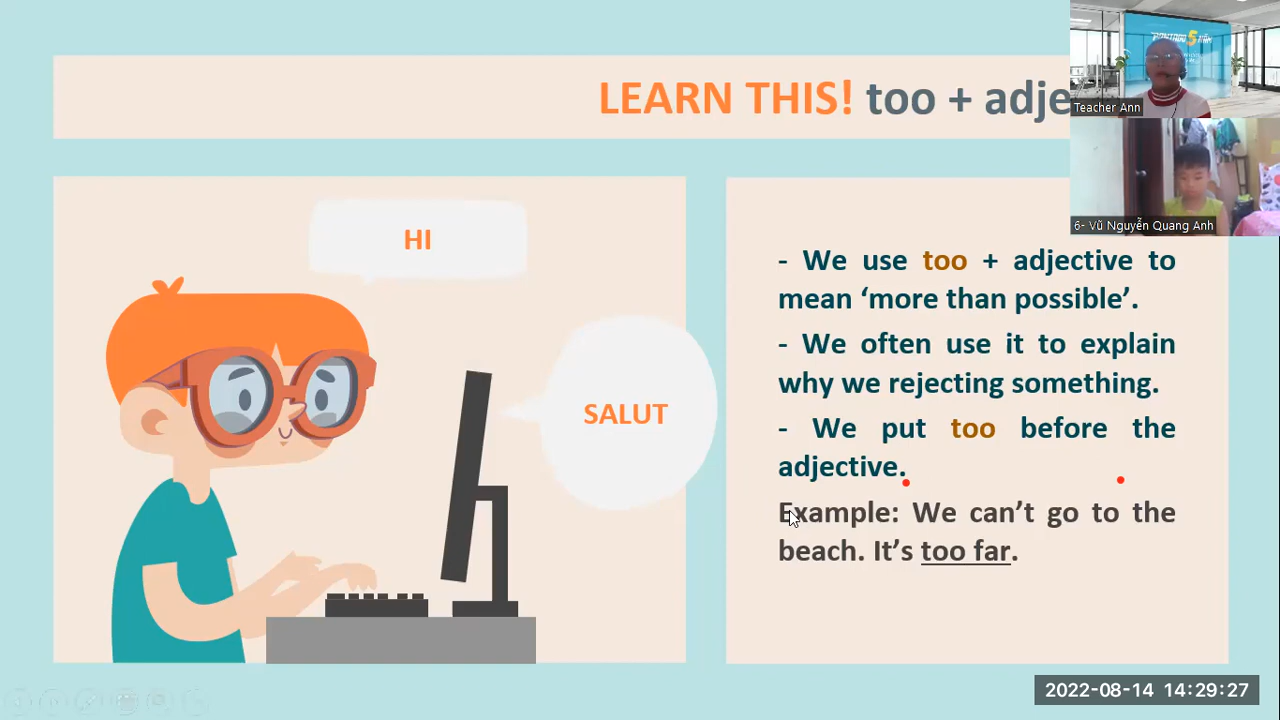 LEARN THIS! too + adje
Teacher Ann
6- Vũ Nguyễn Quang Anh
HI
SALUT
- We use too + adjective to
mean ‘more than possible’.
- We often use it to explain
why we rejecting something.
- We put too before the
adjective.
Example: We can’t go to the
beach. It’s too far.
2022-08-14 14:29:27